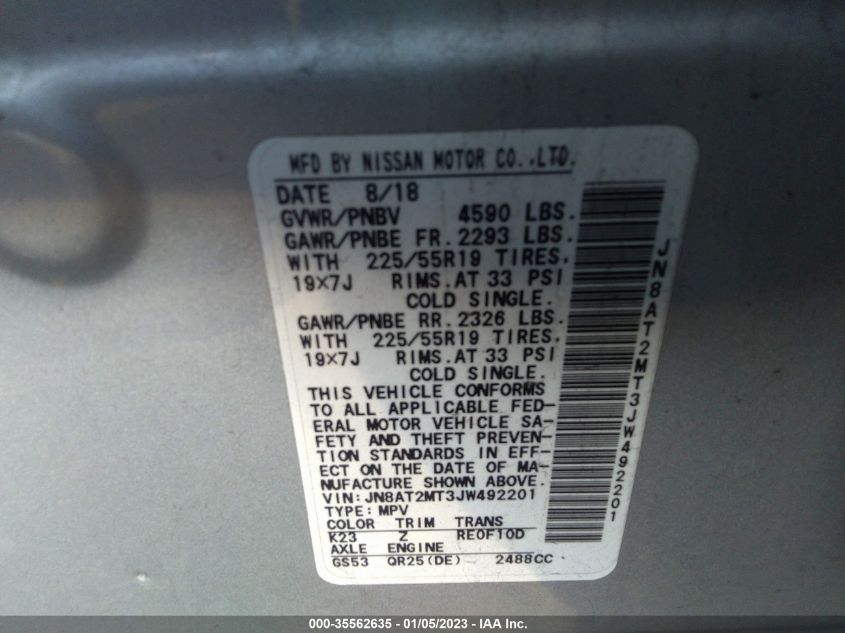 MFD BY NISSAN MOTOR CO.,LTD.
DATE 8/18
GVWR/PNBV 4590 LBS.
GAWR/PNBE FR. 2293 LBS.
WITH 225/55R19 TIRES.
19X7J RIMS.AT 33 PSI
COLD SINGLE.
GAWR/PNBE RR. 2326 LBS.
WITH 225/55R19 TIRES.
19X7J RIMS.AT 33 PSI
COLD SINGLE.
THIS VEHICLE CONFORMS
TO ALL APPLICABLE FED-
ERAL MOTOR VEHICLE SA-
FETY AND THEFT PREVEN-
TION STANDARDS IN EFF-
ECT ON THE DATE OF MA-
NUFACTURE SHOWN ABOVE.
VIN:JN8AT2MT3JW492201
TYPE:MPV
COLOR TRIM TRANS
K23 Z RE0F10D
AXLE ENGINE
GS53 QR25(DE) 2488CC
JN8AT2MT3JW492201
000-35562635 - 01/05/2023 - IAA Inc.